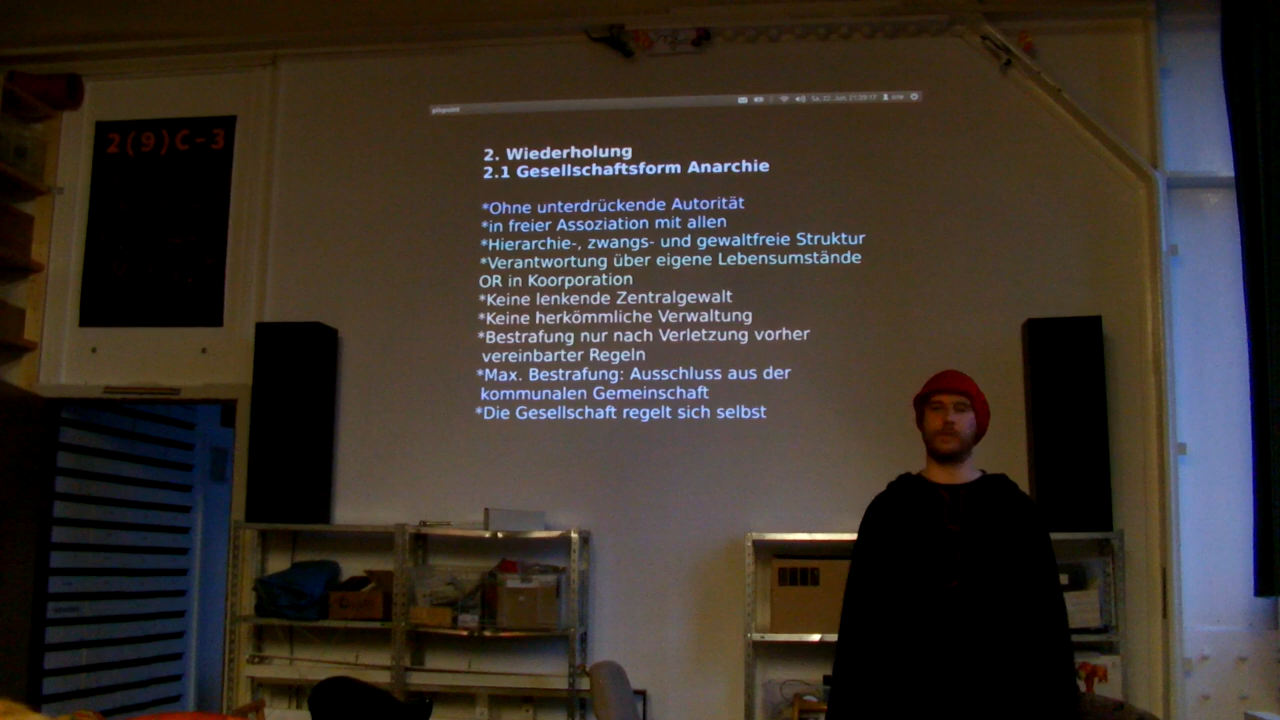 2(9)C-3
pinpoint
2. Wiederholung
2.1 Gesellschaftsform Anarchie
*Ohne unterdrückende Autorität
*in freier Assoziation mit allen
*Hierarchie-, zwangs- und gewaltfreie Struktur
*Verantwortung über eigene Lebensumstände
OR in Koorporation
*Keine lenkende Zentralgewalt
*Keine herkömmliche Verwaltung
*Bestrafung nur nach Verletzung vorher
vereinbarter Regeln
*Max. Bestrafung: Ausschluss aus der
kommunalen Gemeinschaft
*Die Gesellschaft regelt sich selbst